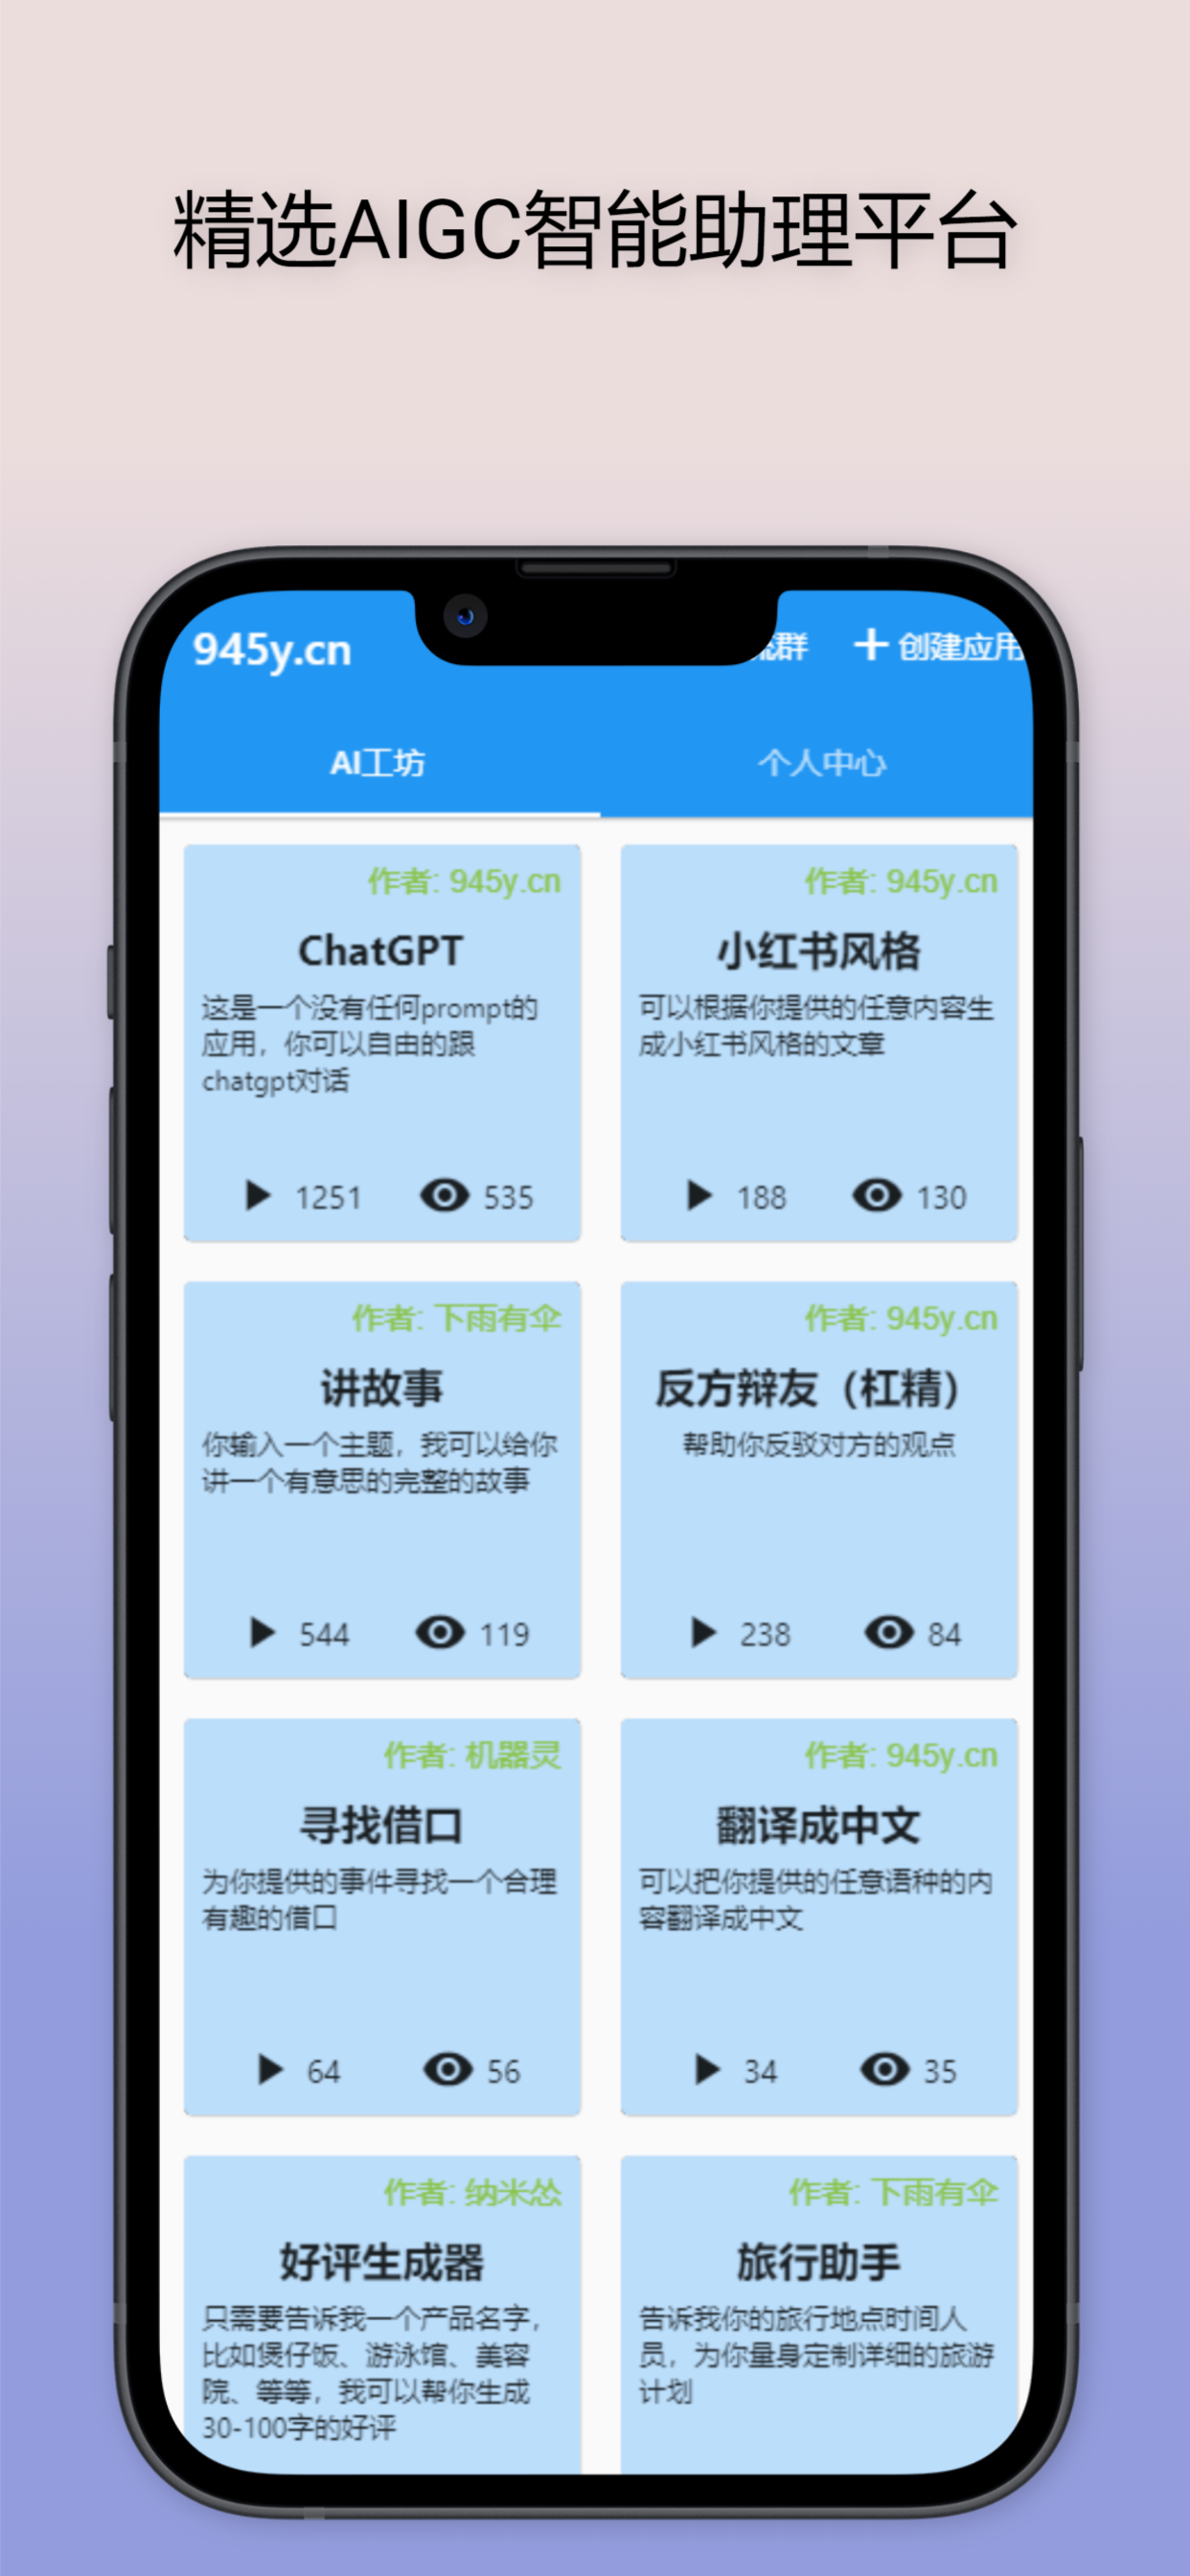 精选AIGC智能助理平台
945y.cn
流群
创建应用
AI工坊
个人中心
作者: 945y.cn
ChatGPT
这是一个没有任何prompt的
应用，你可以自由的跟
chatgpt对话
1251
535
作者: 945y.cn
小红书风格
可以根据你提供的任意内容生
成小红书风格的文章
188
130
作者: 下雨有伞
讲故事
你输入一个主题，我可以给你
讲一个有意思的完整的故事
544
119
作者: 945y.cn
反方辩友（杠精）
帮助你反驳对方的观点
238
84
作者: 机器灵
寻找借口
为你提供的事件寻找一个合理
有趣的借口
64
56
作者: 945y.cn
翻译成中文
可以把你提供的任意语种的内
容翻译成中文
34
35
作者: 纳米怂
好评生成器
只需要告诉我一个产品名字，
比如煲仔饭、游泳馆、美容
院、等等，我可以帮你生成
30-100字的好评
作者: 下雨有伞
旅行助手
告诉我你的旅行地点时间人
员，为你量身定制详细的旅游
计划